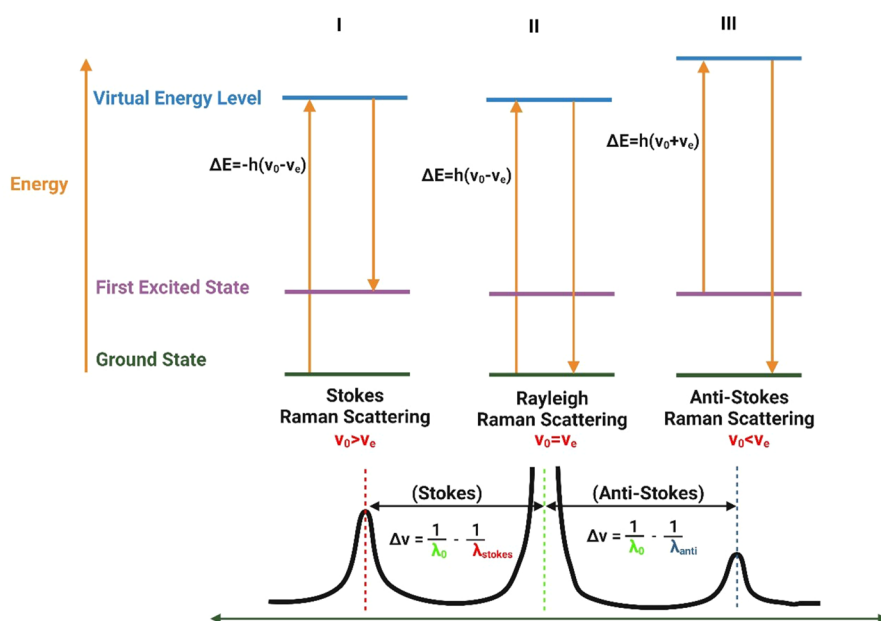 I II III
Virtual Energy Level
ΔE=-h(v₀-vₑ)
ΔE=h(v₀-vₑ)
ΔE=h(v₀+vₑ)
Energy
First Excited State
Ground State
Stokes
Raman Scattering
v₀>vₑ
Rayleigh
Raman Scattering
v₀=vₑ
Anti-Stokes
Raman Scattering
v₀<vₑ
(Stokes)
Δv = 1/λ₀ - 1/λstokes
(Anti-Stokes)
Δv = 1/λ₀ - 1/λanti